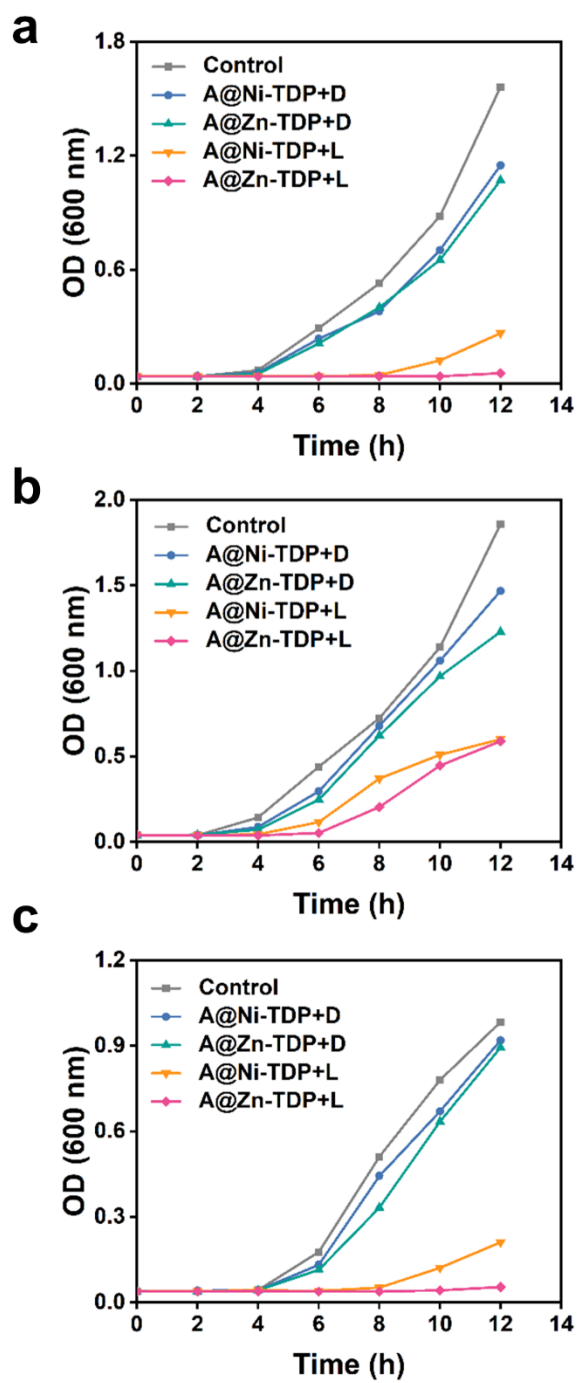 a
1.8
1.2
0.6
0.0
OD (600 nm)
Control
A@Ni-TDP+D
A@Zn-TDP+D
A@Ni-TDP+L
A@Zn-TDP+L
0 2 4 6 8 10 12 14
Time (h)
b
2.0
1.5
1.0
0.5
0.0
OD (600 nm)
Control
A@Ni-TDP+D
A@Zn-TDP+D
A@Ni-TDP+L
A@Zn-TDP+L
0 2 4 6 8 10 12 14
Time (h)
c
1.2
0.9
0.6
0.3
0.0
OD (600 nm)
Control
A@Ni-TDP+D
A@Zn-TDP+D
A@Ni-TDP+L
A@Zn-TDP+L
0 2 4 6 8 10 12 14
Time (h)